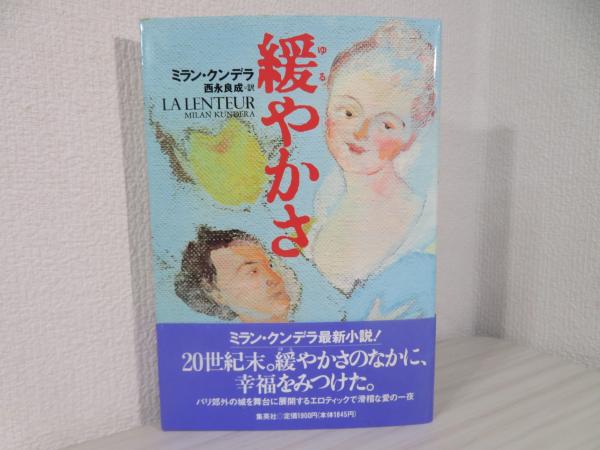 緩やかさ
ゆる
ミラン・クンデラ
西永良成・訳
LA LENTEUR
MILAN KUNDERA
ミラン・クンデラ最新小説!
20世紀末。緩やかさのなかに、
幸福をみつけた。
パリ郊外の城を舞台に展開するエロティックで滑稽な愛の一夜
集英社◇定価1900円(本体1845円)